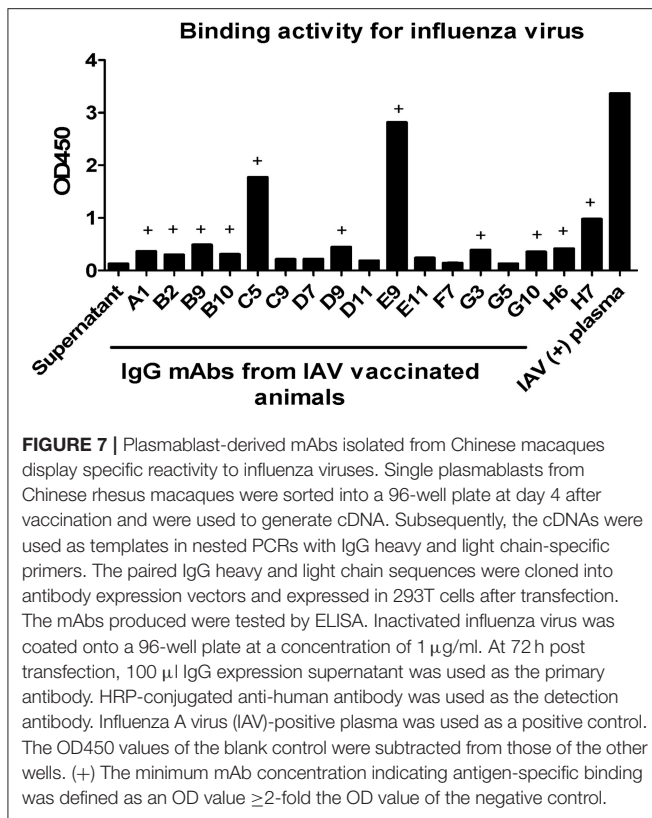 Binding activity for influenza virus
OD450
4
3
2
1
0
+ + + + + + + + + + +
Supernatant A1 B2 B9 B10 C5 C9 D7 D9 D11 E9 E11 F7 G3 G5 G10 H6 H7 IAV (+) plasma
IgG mAbs from IAV vaccinated
animals
FIGURE 7 | Plasmablast-derived mAbs isolated from Chinese macaques
display specific reactivity to influenza viruses. Single plasmablasts from
Chinese rhesus macaques were sorted into a 96-well plate at day 4 after
vaccination and were used to generate cDNA. Subsequently, the cDNAs were
used as templates in nested PCRs with IgG heavy and light chain-specific
primers. The paired IgG heavy and light chain sequences were cloned into
antibody expression vectors and expressed in 293T cells after transfection.
The mAbs produced were tested by ELISA. Inactivated influenza virus was
coated onto a 96-well plate at a concentration of 1 μg/ml. At 72 h post
transfection, 100 μl IgG expression supernatant was used as the primary
antibody. HRP-conjugated anti-human antibody was used as the detection
antibody. Influenza A virus (IAV)-positive plasma was used as a positive control.
The OD450 values of the blank control were subtracted from those of the other
wells. (+) The minimum mAb concentration indicating antigen-specific binding
was defined as an OD value ≥2-fold the OD value of the negative control.